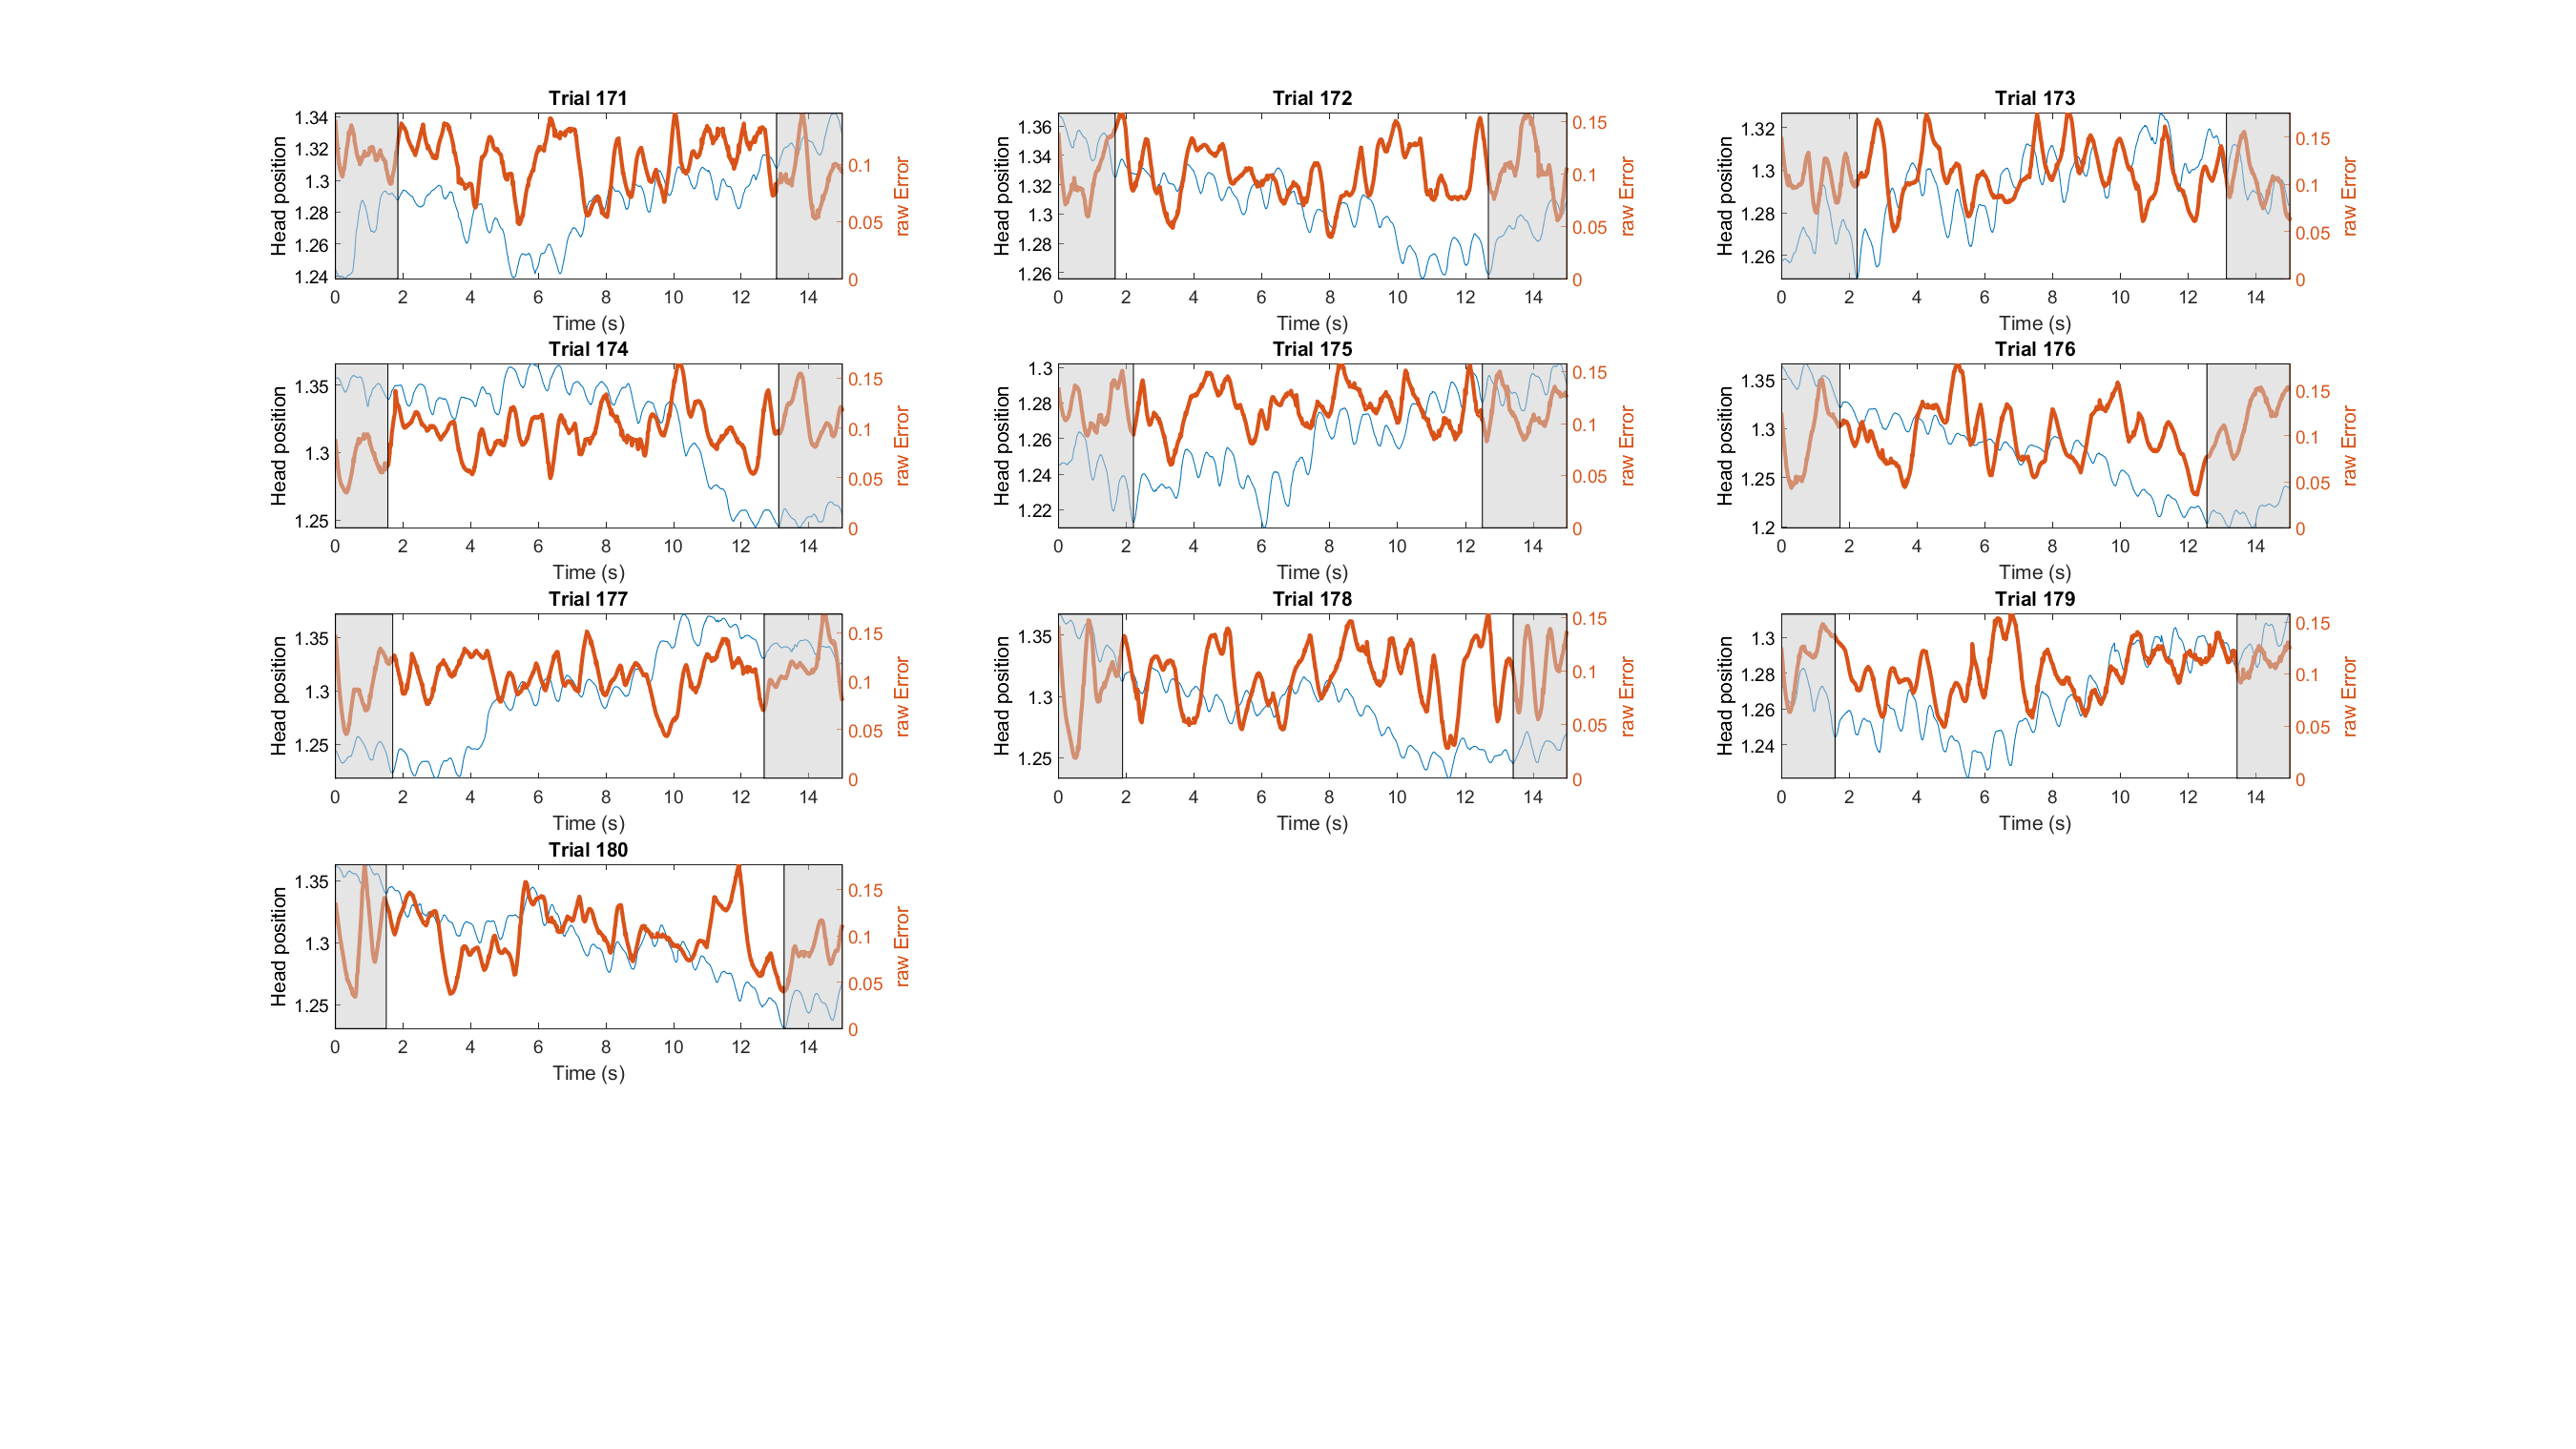 Trial 171
Head position
1.34
1.32
1.3
1.28
1.26
1.24
0.1
0.05
0
raw Error
0 2 4 6 8 10 12 14
Time (s)
Trial 172
Head position
1.36
1.34
1.32
1.3
1.28
1.26
0.15
0.1
0.05
0
raw Error
0 2 4 6 8 10 12 14
Time (s)
Trial 173
Head position
1.32
1.3
1.28
1.26
0.15
0.1
0.05
0
raw Error
0 2 4 6 8 10 12 14
Time (s)
Trial 174
Head position
1.35
1.3
1.25
0.15
0.1
0.05
0
raw Error
0 2 4 6 8 10 12 14
Time (s)
Trial 175
Head position
1.3
1.28
1.26
1.24
1.22
0.15
0.1
0.05
0
raw Error
0 2 4 6 8 10 12 14
Time (s)
Trial 176
Head position
1.35
1.3
1.25
1.2
0.15
0.1
0.05
0
raw Error
0 2 4 6 8 10 12 14
Time (s)
Trial 177
Head position
1.35
1.3
1.25
0.15
0.1
0.05
0
raw Error
0 2 4 6 8 10 12 14
Time (s)
Trial 178
Head position
1.35
1.3
1.25
0.15
0.1
0.05
0
raw Error
0 2 4 6 8 10 12 14
Time (s)
Trial 179
Head position
1.3
1.28
1.26
1.24
0.15
0.1
0.05
0
raw Error
0 2 4 6 8 10 12 14
Time (s)
Trial 180
Head position
1.35
1.3
1.25
0.15
0.1
0.05
0
raw Error
0 2 4 6 8 10 12 14
Time (s)